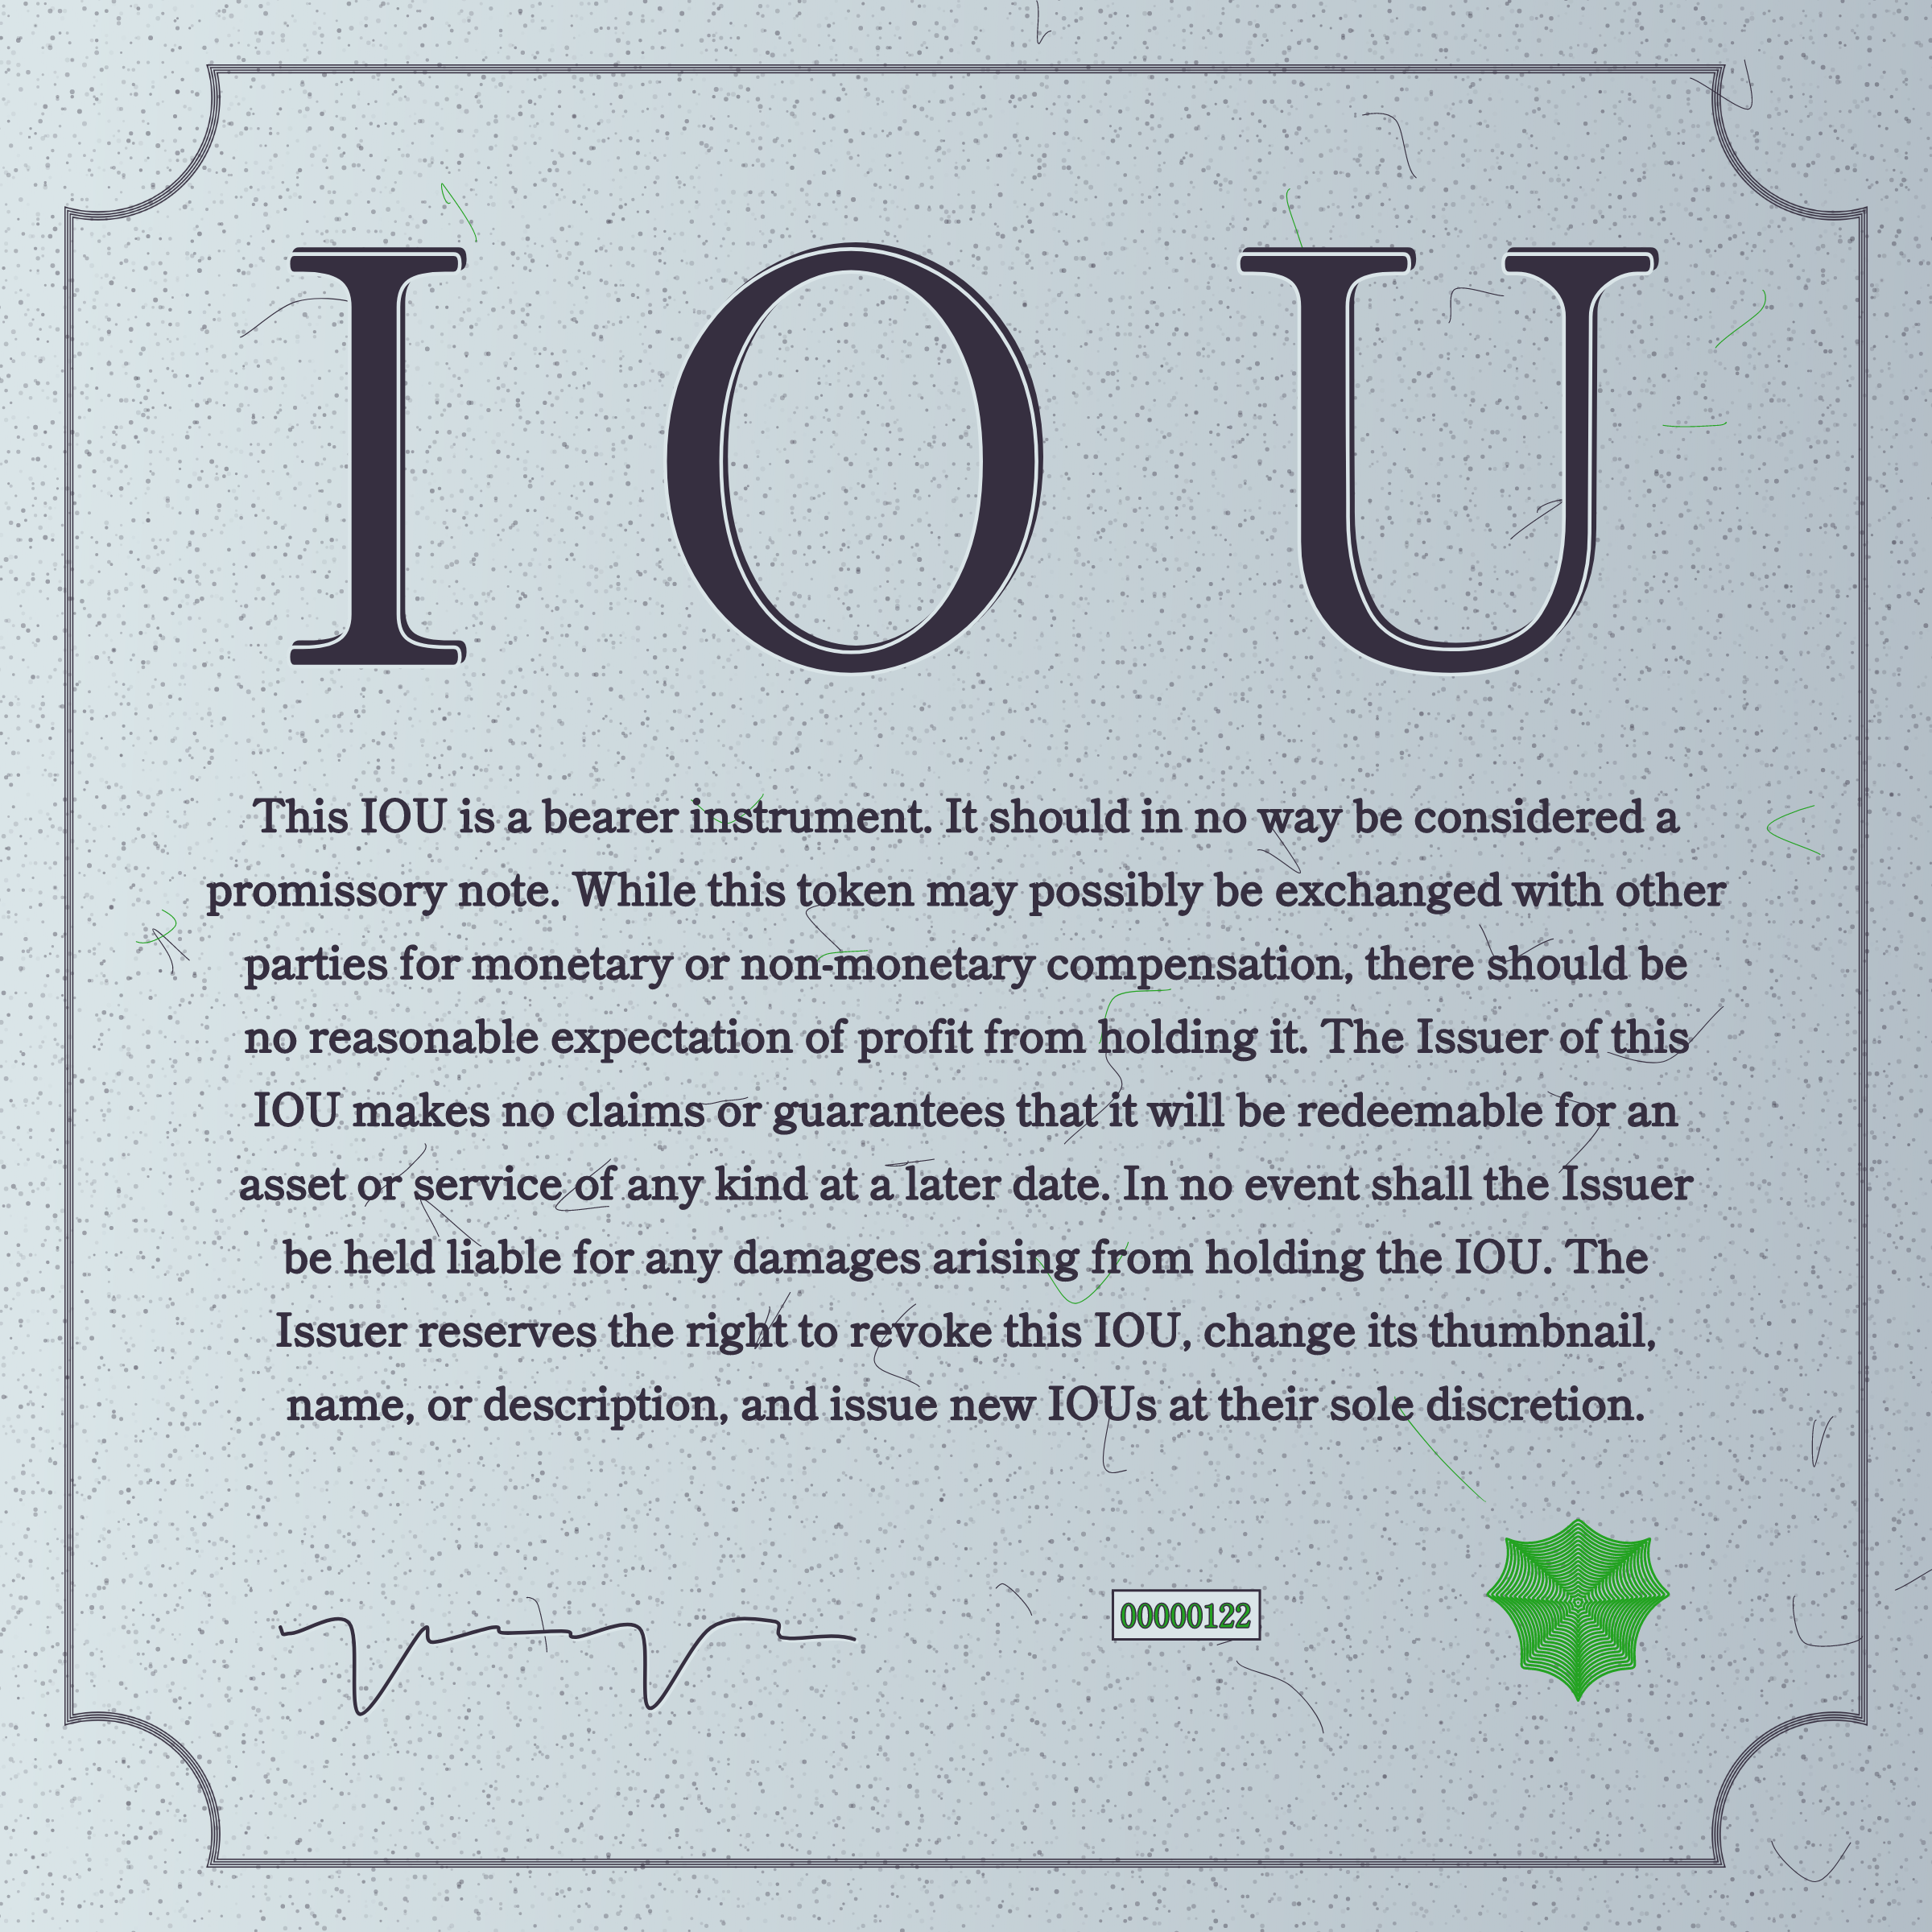 I O U
This IOU is a bearer instrument. It should in no way be considered a
promissory note. While this token may possibly be exchanged with other
parties for monetary or non-monetary compensation, there should be
no reasonable expectation of profit from holding it. The Issuer of this
IOU makes no claims or guarantees that it will be redeemable for an
asset or service of any kind at a later date. In no event shall the Issuer
be held liable for any damages arising from holding the IOU. The
Issuer reserves the right to revoke this IOU, change its thumbnail,
name, or description, and issue new IOUs at their sole discretion.
00000122